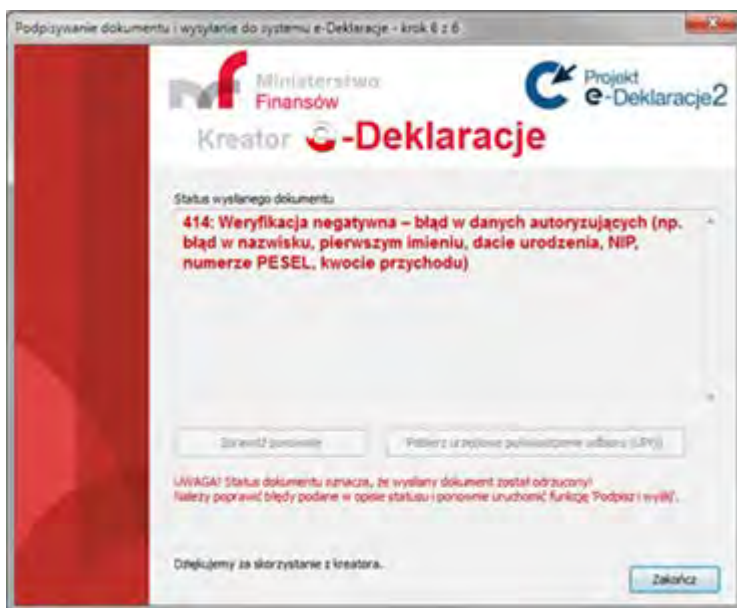 Podpisywanie dokumentu i wysyłanie do systemu e-Deklaracje - krok 6 z 6
Ministerstwo
Finansów
Projekt
e-Deklaracje2
Kreator e-Deklaracje
Status wysłanego dokumentu
414: Weryfikacja negatywna – błąd w danych autoryzujących (np.
błąd w nazwisku, pierwszym imieniu, dacie urodzenia, NIP,
numerze PESEL, kwocie przychodu)
Sprawdź ponownie
Pobierz urzędowe poświadczenie odbioru (UPO)
UWAGA! Status dokumentu oznacza, że wysłany dokument został odrzucony!
Należy poprawić błędy podane w opisie statusu i ponownie uruchomić funkcję 'Podpisz i wyślij'.
Dziękujemy za skorzystanie z kreatora.
Zakończ